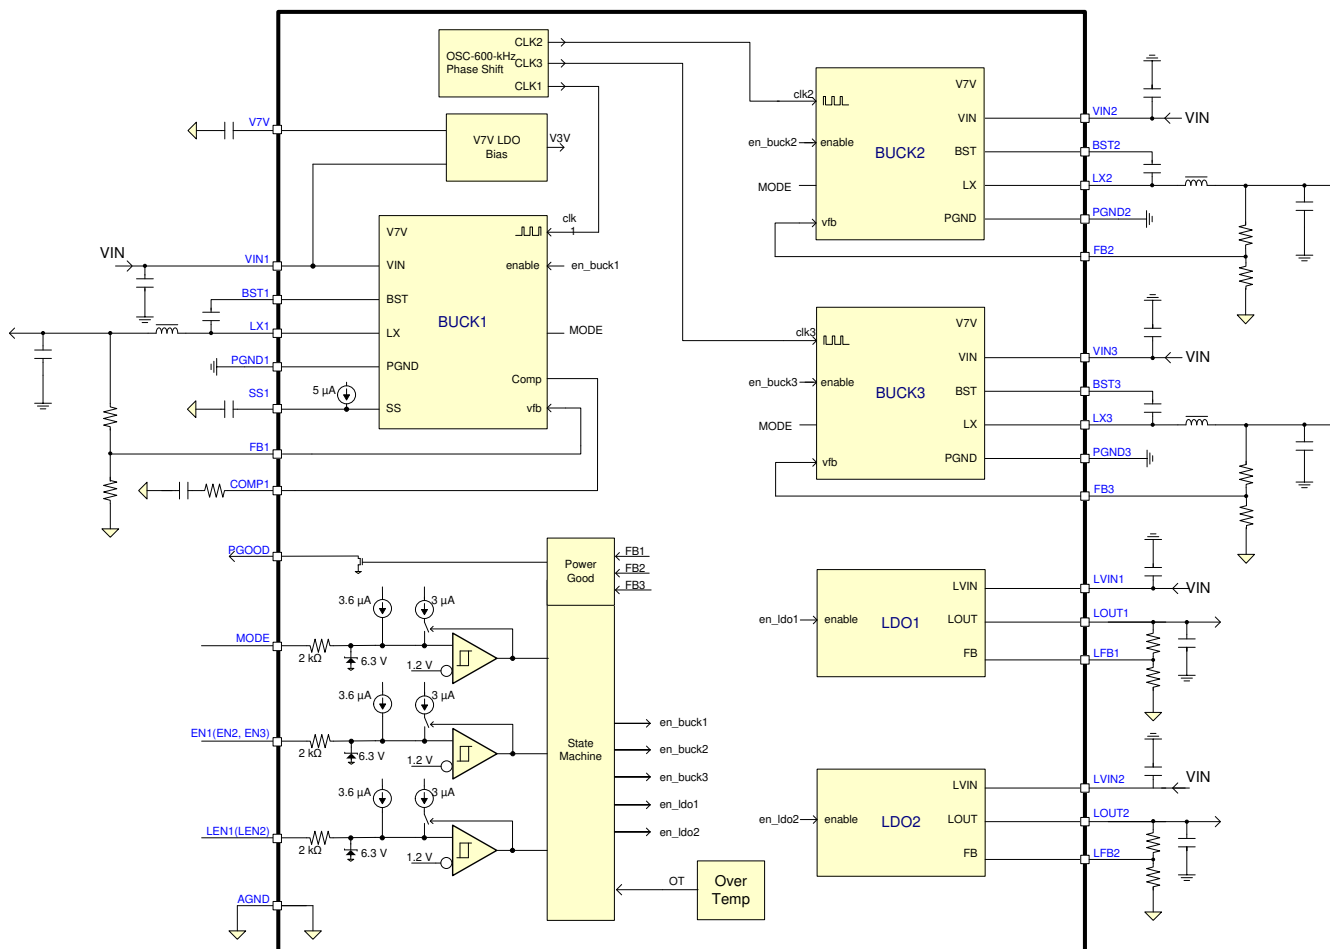 OSC-600-kHz
Phase Shift
CLK2
CLK3
CLK1
V7V
V7V LDO
Bias
V3V
VIN
VIN1
BST1
LX1
PGND1
SS1
5 µA
FB1
COMP1
V7V
VIN
BST
LX
PGND
SS
BUCK1
clk
1
enable
en_buck1
MODE
Comp
vfb
clk2
en_buck2
enable
MODE
vfb
BUCK2
V7V
VIN
BST
LX
PGND
VIN2
VIN
BST2
LX2
PGND2
FB2
clk3
en_buck3
enable
MODE
vfb
BUCK3
V7V
VIN
BST
LX
PGND
VIN3
VIN
BST3
LX3
PGND3
FB3
PGOOD
Power
Good
FB1
FB2
FB3
3.6 µA
3 µA
MODE
2 kΩ
6.3 V
1.2 V
3.6 µA
3 µA
EN1(EN2, EN3)
2 kΩ
6.3 V
1.2 V
3.6 µA
3 µA
LEN1(LEN2)
2 kΩ
6.3 V
1.2 V
AGND
State
Machine
en_buck1
en_buck2
en_buck3
en_ldo1
en_ldo2
OT
Over
Temp
en_ldo1
enable
LDO1
LVIN
LOUT
FB
LVIN1
VIN
LOUT1
LFB1
en_ldo2
enable
LDO2
LVIN
LOUT
FB
LVIN2
VIN
LOUT2
LFB2